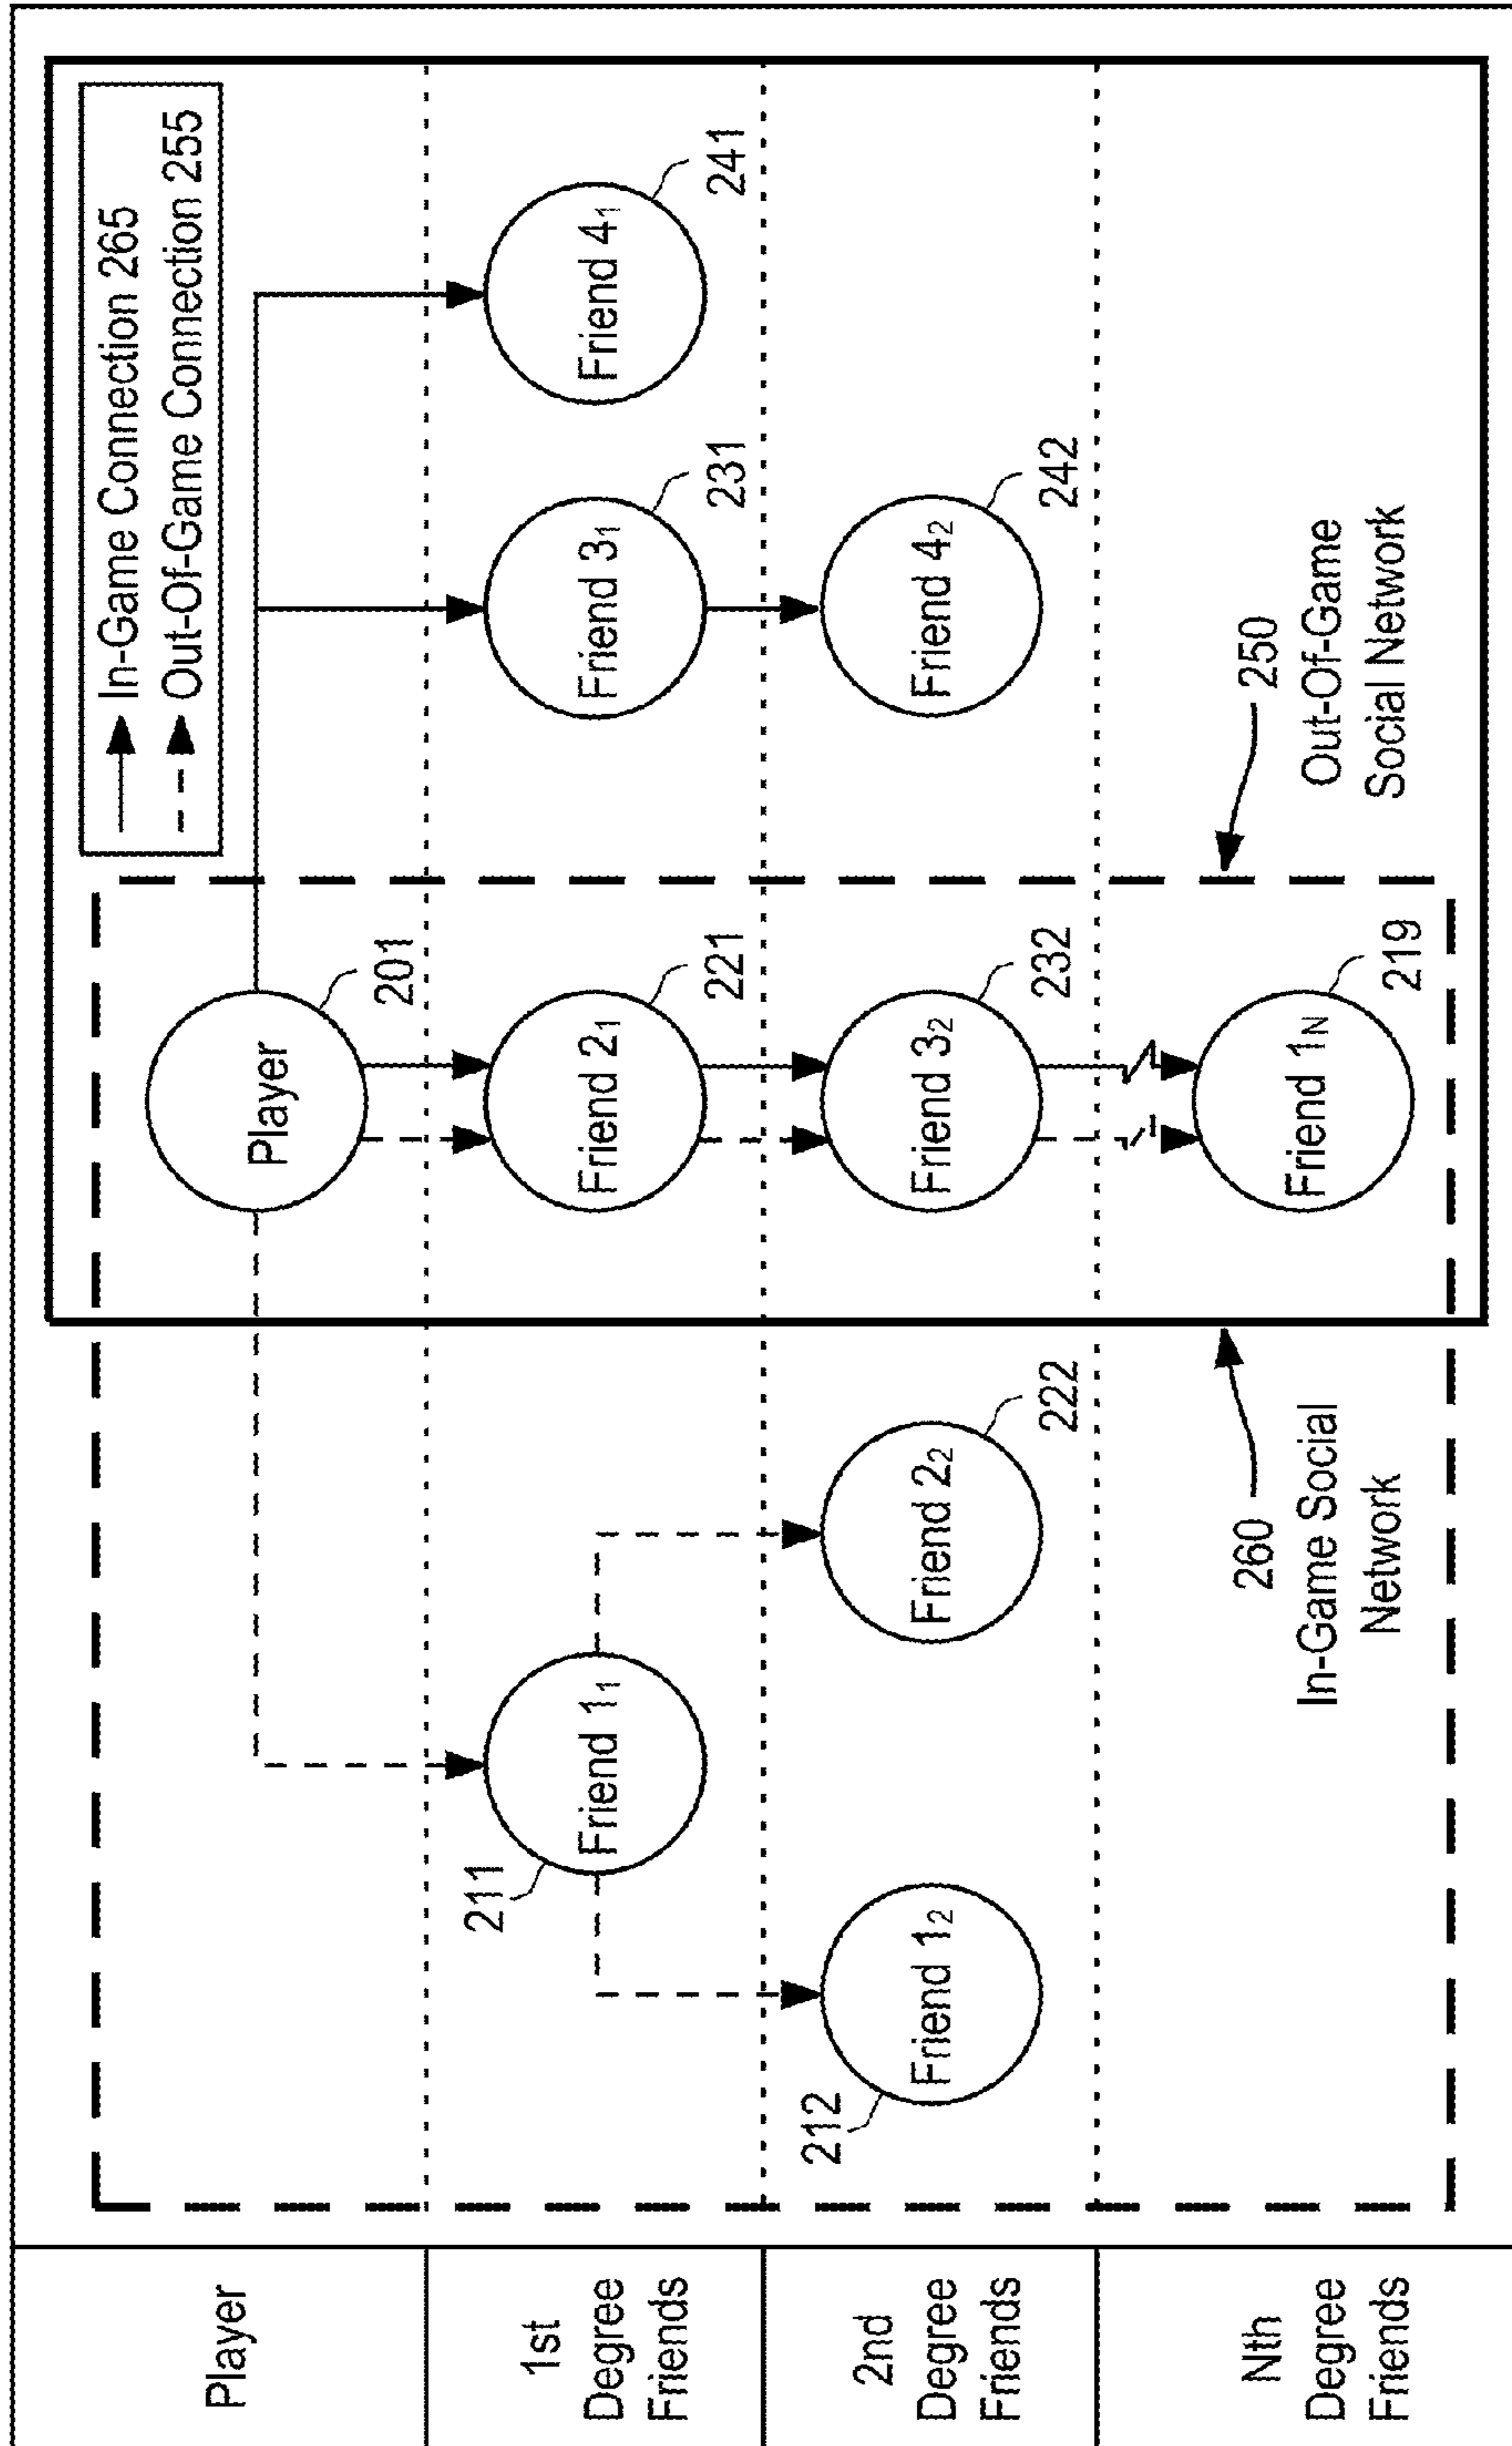 Player
1st
Degree
Friends
2nd
Degree
Friends
Nth
Degree
Friends
In-Game Connection 265
Out-Of-Game Connection 255
Player
201
211
Friend 1₁
Friend 2₁
221
Friend 3₁
231
Friend 4₁
241
212
Friend 1₂
Friend 2₂
222
Friend 3₂
232
Friend 4₂
242
260
In-Game Social
Network
Friend 1N
219
250
Out-Of-Game
Social Network